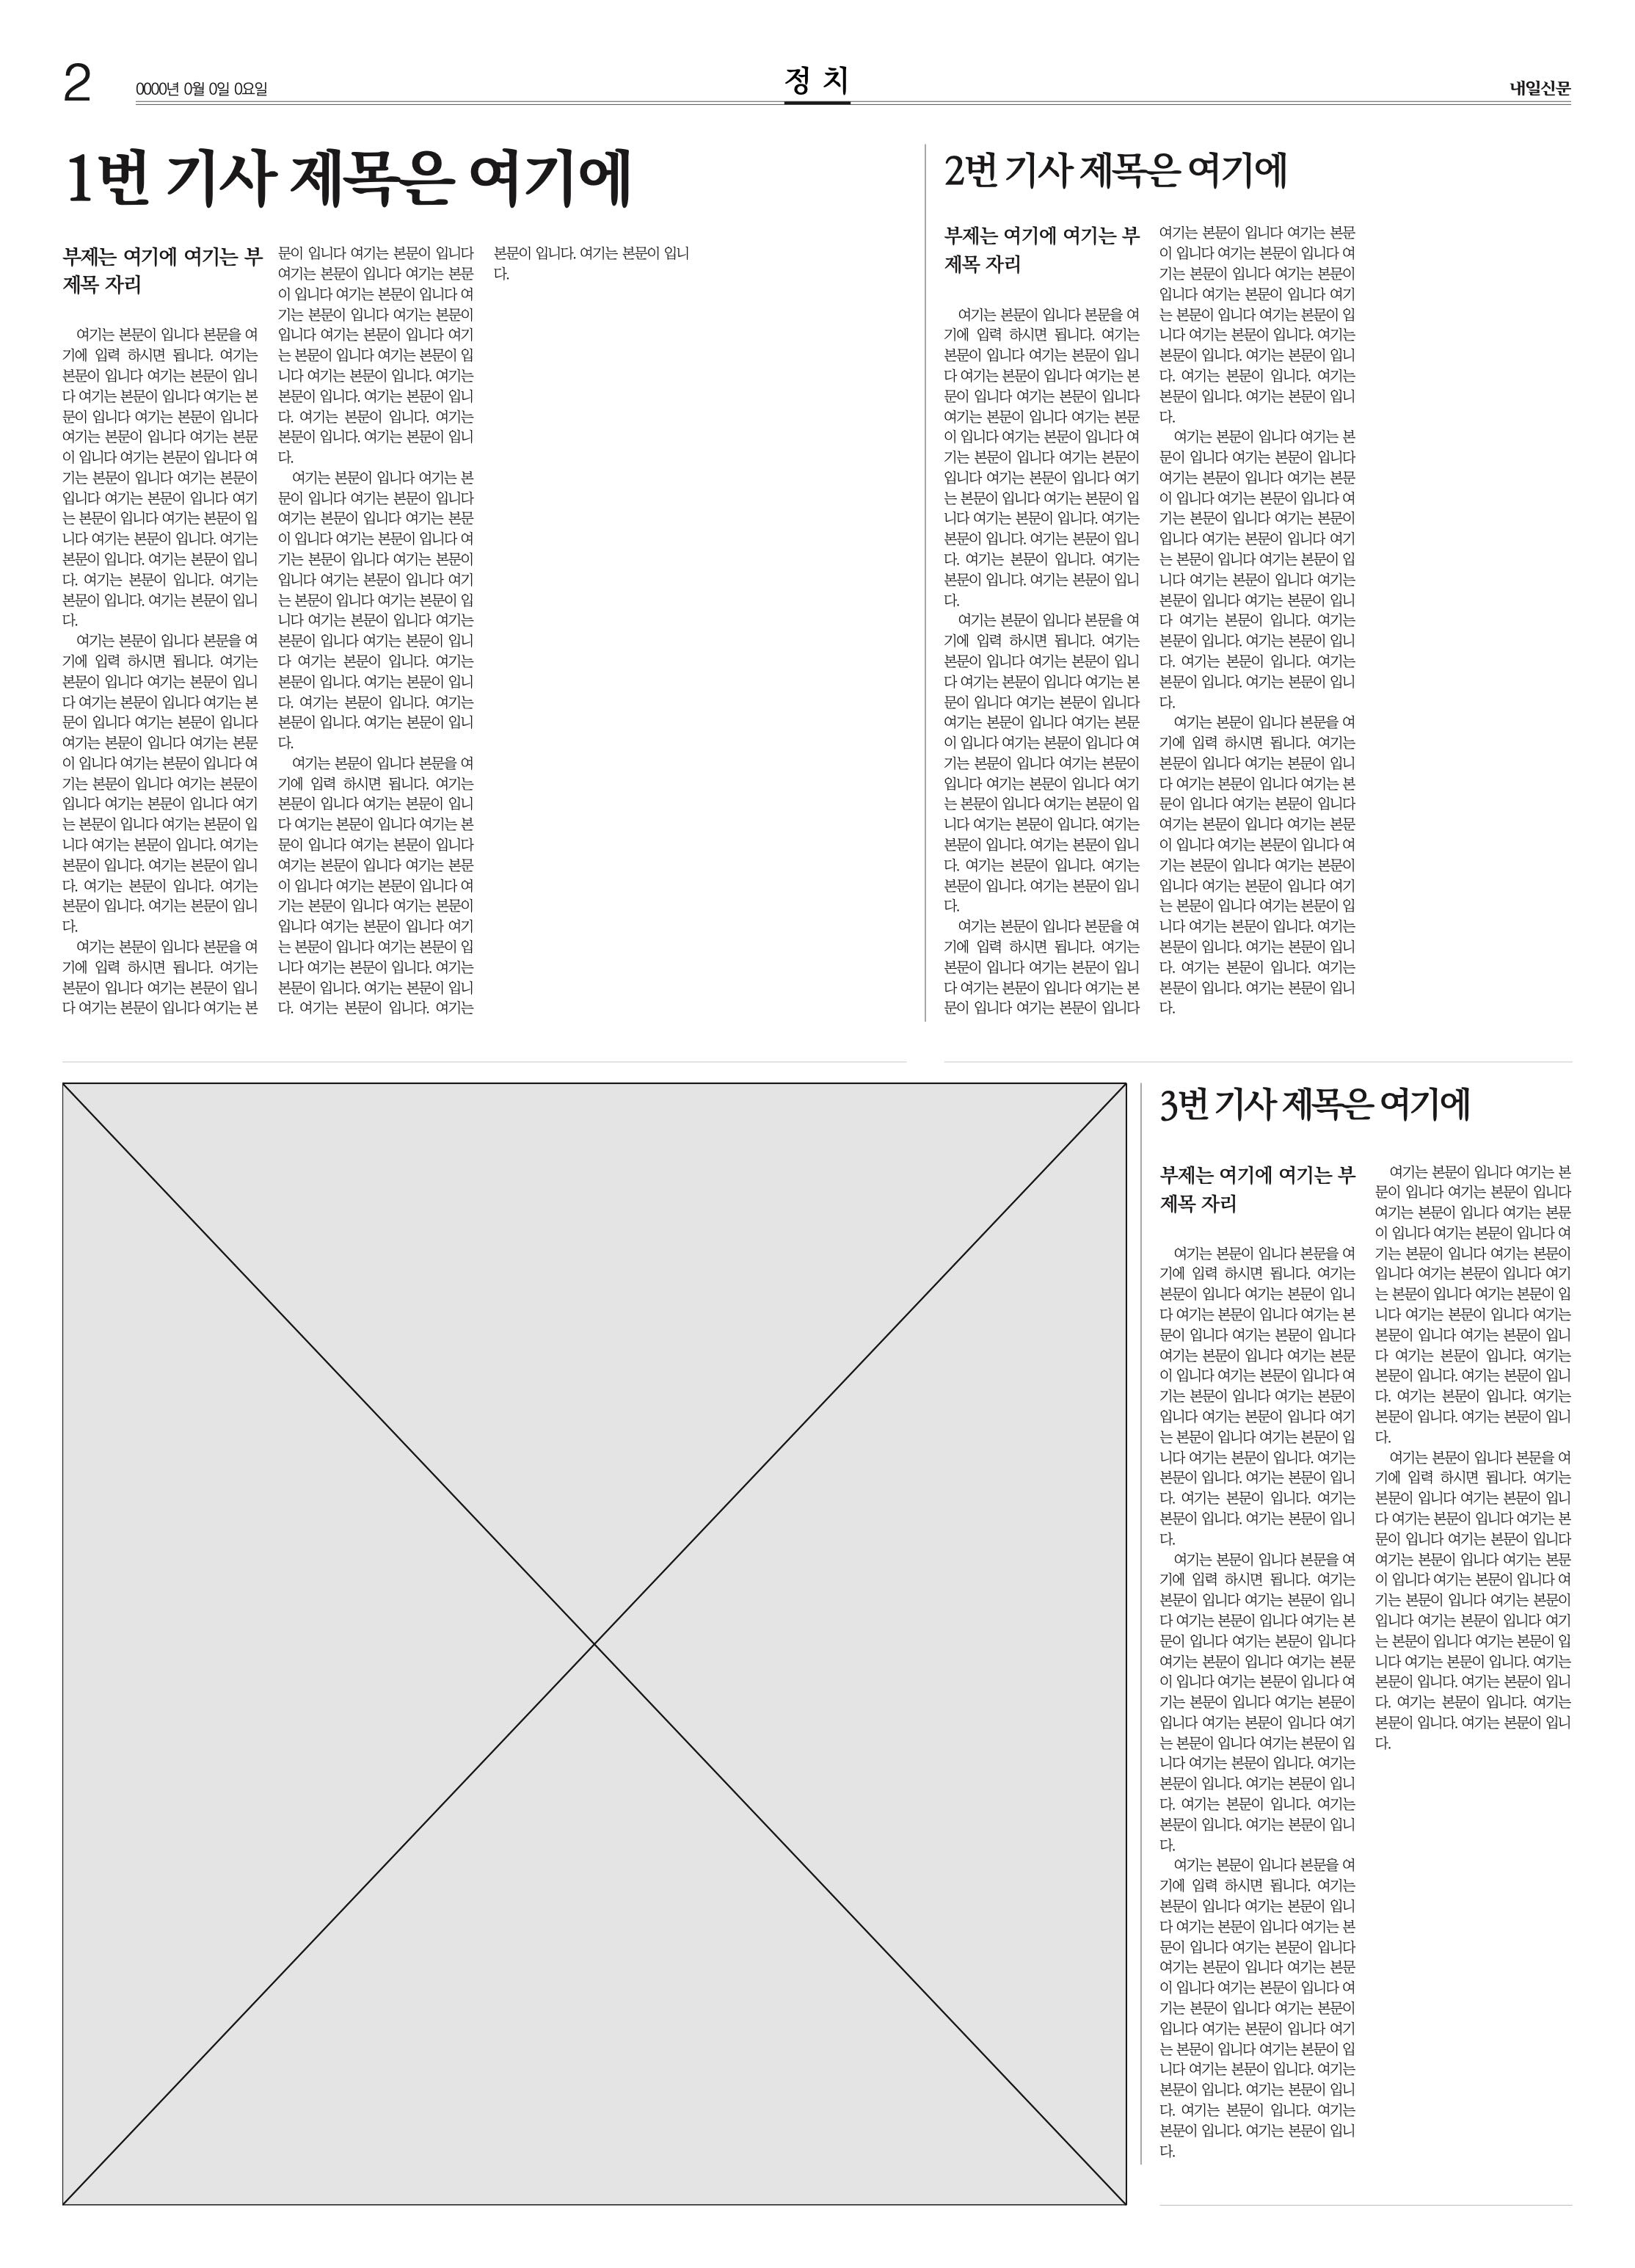 2
0000년 0월 0일 0요일
정 치
내일신문
1번 기사 제목은 여기에
부제는 여기에 여기는 부
제목 자리
여기는 본문이 입니다 본문을 여
기에 입력 하시면 됩니다. 여기는
본문이 입니다 여기는 본문이 입니
다 여기는 본문이 입니다 여기는 본
문이 입니다 여기는 본문이 입니다
여기는 본문이 입니다 여기는 본문
이 입니다 여기는 본문이 입니다 여
기는 본문이 입니다 여기는 본문이
입니다 여기는 본문이 입니다 여기
는 본문이 입니다 여기는 본문이 입
니다 여기는 본문이 입니다. 여기는
본문이 입니다. 여기는 본문이 입니
다. 여기는 본문이 입니다. 여기는
본문이 입니다. 여기는 본문이 입니
다.
여기는 본문이 입니다 본문을 여
기에 입력 하시면 됩니다. 여기는
본문이 입니다 여기는 본문이 입니
다 여기는 본문이 입니다 여기는 본
문이 입니다 여기는 본문이 입니다
여기는 본문이 입니다 여기는 본문
이 입니다 여기는 본문이 입니다 여
기는 본문이 입니다 여기는 본문이
입니다 여기는 본문이 입니다 여기
는 본문이 입니다 여기는 본문이 입
니다 여기는 본문이 입니다. 여기는
본문이 입니다. 여기는 본문이 입니
다. 여기는 본문이 입니다. 여기는
본문이 입니다. 여기는 본문이 입니
다.
여기는 본문이 입니다 본문을 여
기에 입력 하시면 됩니다. 여기는
본문이 입니다 여기는 본문이 입니
다 여기는 본문이 입니다 여기는 본
문이 입니다 여기는 본문이 입니다
여기는 본문이 입니다 여기는 본문
이 입니다 여기는 본문이 입니다 여
기는 본문이 입니다 여기는 본문이
입니다 여기는 본문이 입니다 여기
는 본문이 입니다 여기는 본문이 입
니다 여기는 본문이 입니다. 여기는
본문이 입니다. 여기는 본문이 입니
다. 여기는 본문이 입니다. 여기는
본문이 입니다. 여기는 본문이 입니
다.
여기는 본문이 입니다 여기는 본
문이 입니다 여기는 본문이 입니다
여기는 본문이 입니다 여기는 본문
이 입니다 여기는 본문이 입니다 여
기는 본문이 입니다 여기는 본문이
입니다 여기는 본문이 입니다 여기
는 본문이 입니다 여기는 본문이 입
니다 여기는 본문이 입니다 여기는
본문이 입니다 여기는 본문이 입니
다 여기는 본문이 입니다. 여기는
본문이 입니다. 여기는 본문이 입니
다. 여기는 본문이 입니다. 여기는
본문이 입니다. 여기는 본문이 입니
다.
여기는 본문이 입니다 본문을 여
기에 입력 하시면 됩니다. 여기는
본문이 입니다 여기는 본문이 입니
다 여기는 본문이 입니다 여기는 본
문이 입니다 여기는 본문이 입니다
여기는 본문이 입니다 여기는 본문
이 입니다 여기는 본문이 입니다 여
기는 본문이 입니다 여기는 본문이
입니다 여기는 본문이 입니다 여기
는 본문이 입니다 여기는 본문이 입
니다 여기는 본문이 입니다. 여기는
본문이 입니다. 여기는 본문이 입니
다. 여기는 본문이 입니다. 여기는
본문이 입니다. 여기는 본문이 입니
다.
2번 기사 제목은 여기에
부제는 여기에 여기는 부
제목 자리
여기는 본문이 입니다 본문을 여
기에 입력 하시면 됩니다. 여기는
본문이 입니다 여기는 본문이 입니
다 여기는 본문이 입니다 여기는 본
문이 입니다 여기는 본문이 입니다
여기는 본문이 입니다 여기는 본문
이 입니다 여기는 본문이 입니다 여
기는 본문이 입니다 여기는 본문이
입니다 여기는 본문이 입니다 여기
는 본문이 입니다 여기는 본문이 입
니다 여기는 본문이 입니다. 여기는
본문이 입니다. 여기는 본문이 입니
다. 여기는 본문이 입니다. 여기는
본문이 입니다. 여기는 본문이 입니
다.
여기는 본문이 입니다 본문을 여
기에 입력 하시면 됩니다. 여기는
본문이 입니다 여기는 본문이 입니
다 여기는 본문이 입니다 여기는 본
문이 입니다 여기는 본문이 입니다
여기는 본문이 입니다 여기는 본문
이 입니다 여기는 본문이 입니다 여
기는 본문이 입니다 여기는 본문이
입니다 여기는 본문이 입니다 여기
는 본문이 입니다 여기는 본문이 입
니다 여기는 본문이 입니다. 여기는
본문이 입니다. 여기는 본문이 입니
다. 여기는 본문이 입니다. 여기는
본문이 입니다. 여기는 본문이 입니
다.
여기는 본문이 입니다 본문을 여
기에 입력 하시면 됩니다. 여기는
본문이 입니다 여기는 본문이 입니
다 여기는 본문이 입니다 여기는 본
문이 입니다 여기는 본문이 입니다
여기는 본문이 입니다 여기는 본문
이 입니다 여기는 본문이 입니다 여
기는 본문이 입니다 여기는 본문이
입니다 여기는 본문이 입니다 여기
는 본문이 입니다 여기는 본문이 입
니다 여기는 본문이 입니다. 여기는
본문이 입니다. 여기는 본문이 입니
다. 여기는 본문이 입니다. 여기는
본문이 입니다. 여기는 본문이 입니
다.
여기는 본문이 입니다 여기는 본
문이 입니다 여기는 본문이 입니다
여기는 본문이 입니다 여기는 본문
이 입니다 여기는 본문이 입니다 여
기는 본문이 입니다 여기는 본문이
입니다 여기는 본문이 입니다 여기
는 본문이 입니다 여기는 본문이 입
니다 여기는 본문이 입니다 여기는
본문이 입니다 여기는 본문이 입니
다 여기는 본문이 입니다. 여기는
본문이 입니다. 여기는 본문이 입니
다. 여기는 본문이 입니다. 여기는
본문이 입니다. 여기는 본문이 입니
다.
여기는 본문이 입니다 본문을 여
기에 입력 하시면 됩니다. 여기는
본문이 입니다 여기는 본문이 입니
다 여기는 본문이 입니다 여기는 본
문이 입니다 여기는 본문이 입니다
여기는 본문이 입니다 여기는 본문
이 입니다 여기는 본문이 입니다 여
기는 본문이 입니다 여기는 본문이
입니다 여기는 본문이 입니다 여기
는 본문이 입니다 여기는 본문이 입
니다 여기는 본문이 입니다. 여기는
본문이 입니다. 여기는 본문이 입니
다. 여기는 본문이 입니다. 여기는
본문이 입니다. 여기는 본문이 입니
다.
3번 기사 제목은 여기에
부제는 여기에 여기는 부
제목 자리
여기는 본문이 입니다 본문을 여
기에 입력 하시면 됩니다. 여기는
본문이 입니다 여기는 본문이 입니
다 여기는 본문이 입니다 여기는 본
문이 입니다 여기는 본문이 입니다
여기는 본문이 입니다 여기는 본문
이 입니다 여기는 본문이 입니다 여
기는 본문이 입니다 여기는 본문이
입니다 여기는 본문이 입니다 여기
는 본문이 입니다 여기는 본문이 입
니다 여기는 본문이 입니다. 여기는
본문이 입니다. 여기는 본문이 입니
다. 여기는 본문이 입니다. 여기는
본문이 입니다. 여기는 본문이 입니
다.
여기는 본문이 입니다 본문을 여
기에 입력 하시면 됩니다. 여기는
본문이 입니다 여기는 본문이 입니
다 여기는 본문이 입니다 여기는 본
문이 입니다 여기는 본문이 입니다
여기는 본문이 입니다 여기는 본문
이 입니다 여기는 본문이 입니다 여
기는 본문이 입니다 여기는 본문이
입니다 여기는 본문이 입니다 여기
는 본문이 입니다 여기는 본문이 입
니다 여기는 본문이 입니다. 여기는
본문이 입니다. 여기는 본문이 입니
다. 여기는 본문이 입니다. 여기는
본문이 입니다. 여기는 본문이 입니
다.
여기는 본문이 입니다 본문을 여
기에 입력 하시면 됩니다. 여기는
본문이 입니다 여기는 본문이 입니
다 여기는 본문이 입니다 여기는 본
문이 입니다 여기는 본문이 입니다
여기는 본문이 입니다 여기는 본문
이 입니다 여기는 본문이 입니다 여
기는 본문이 입니다 여기는 본문이
입니다 여기는 본문이 입니다 여기
는 본문이 입니다 여기는 본문이 입
니다 여기는 본문이 입니다. 여기는
본문이 입니다. 여기는 본문이 입니
다. 여기는 본문이 입니다. 여기는
본문이 입니다. 여기는 본문이 입니
다.
여기는 본문이 입니다 여기는 본
문이 입니다 여기는 본문이 입니다
여기는 본문이 입니다 여기는 본문
이 입니다 여기는 본문이 입니다 여
기는 본문이 입니다 여기는 본문이
입니다 여기는 본문이 입니다 여기
는 본문이 입니다 여기는 본문이 입
니다 여기는 본문이 입니다 여기는
본문이 입니다 여기는 본문이 입니
다 여기는 본문이 입니다. 여기는
본문이 입니다. 여기는 본문이 입니
다. 여기는 본문이 입니다. 여기는
본문이 입니다. 여기는 본문이 입니
다.
여기는 본문이 입니다 본문을 여
기에 입력 하시면 됩니다. 여기는
본문이 입니다 여기는 본문이 입니
다 여기는 본문이 입니다 여기는 본
문이 입니다 여기는 본문이 입니다
여기는 본문이 입니다 여기는 본문
이 입니다 여기는 본문이 입니다 여
기는 본문이 입니다 여기는 본문이
입니다 여기는 본문이 입니다 여기
는 본문이 입니다 여기는 본문이 입
니다 여기는 본문이 입니다. 여기는
본문이 입니다. 여기는 본문이 입니
다. 여기는 본문이 입니다. 여기는
본문이 입니다. 여기는 본문이 입니
다.